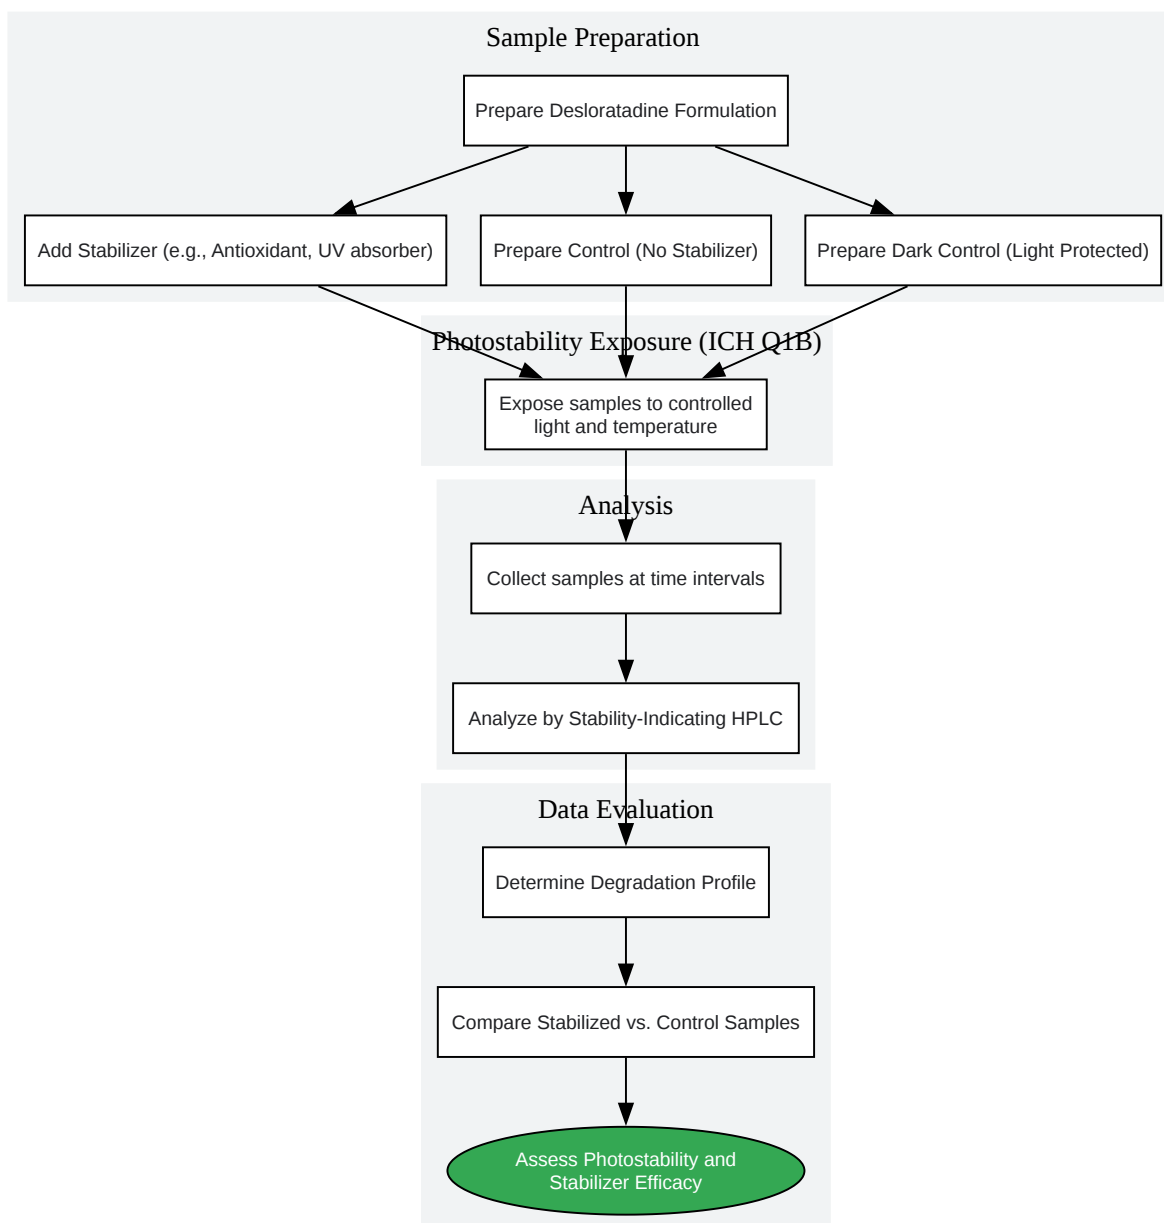 Sample Preparation
Prepare Desloratadine Formulation
Add Stabilizer (e.g., Antioxidant, UV absorber)
Prepare Control (No Stabilizer)
Prepare Dark Control (Light Protected)
Photostability Exposure (ICH Q1B)
Expose samples to controlled
light and temperature
Analysis
Collect samples at time intervals
Analyze by Stability-Indicating HPLC
Data Evaluation
Determine Degradation Profile
Compare Stabilized vs. Control Samples
Assess Photostability and
Stabilizer Efficacy